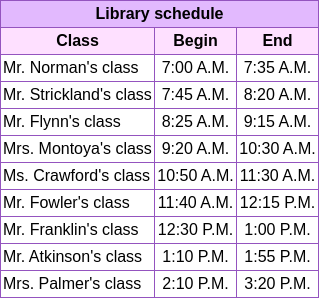 Library schedule
Class Begin End
Mr. Norman's class 7:00 A.M. 7:35 A.M.
Mr. Strickland's class 7:45 A.M. 8:20 A.M.
Mr. Flynn's class 8:25 A.M. 9:15 A.M.
Mrs. Montoya's class 9:20 A.M. 10:30 A.M.
Ms. Crawford's class 10:50 A.M. 11:30 A.M.
Mr. Fowler's class 11:40 A.M. 12:15 P.M.
Mr. Franklin's class 12:30 P.M. 1:00 P.M.
Mr. Atkinson's class 1:10 P.M. 1:55 P.M.
Mrs. Palmer's class 2:10 P.M. 3:20 P.M.